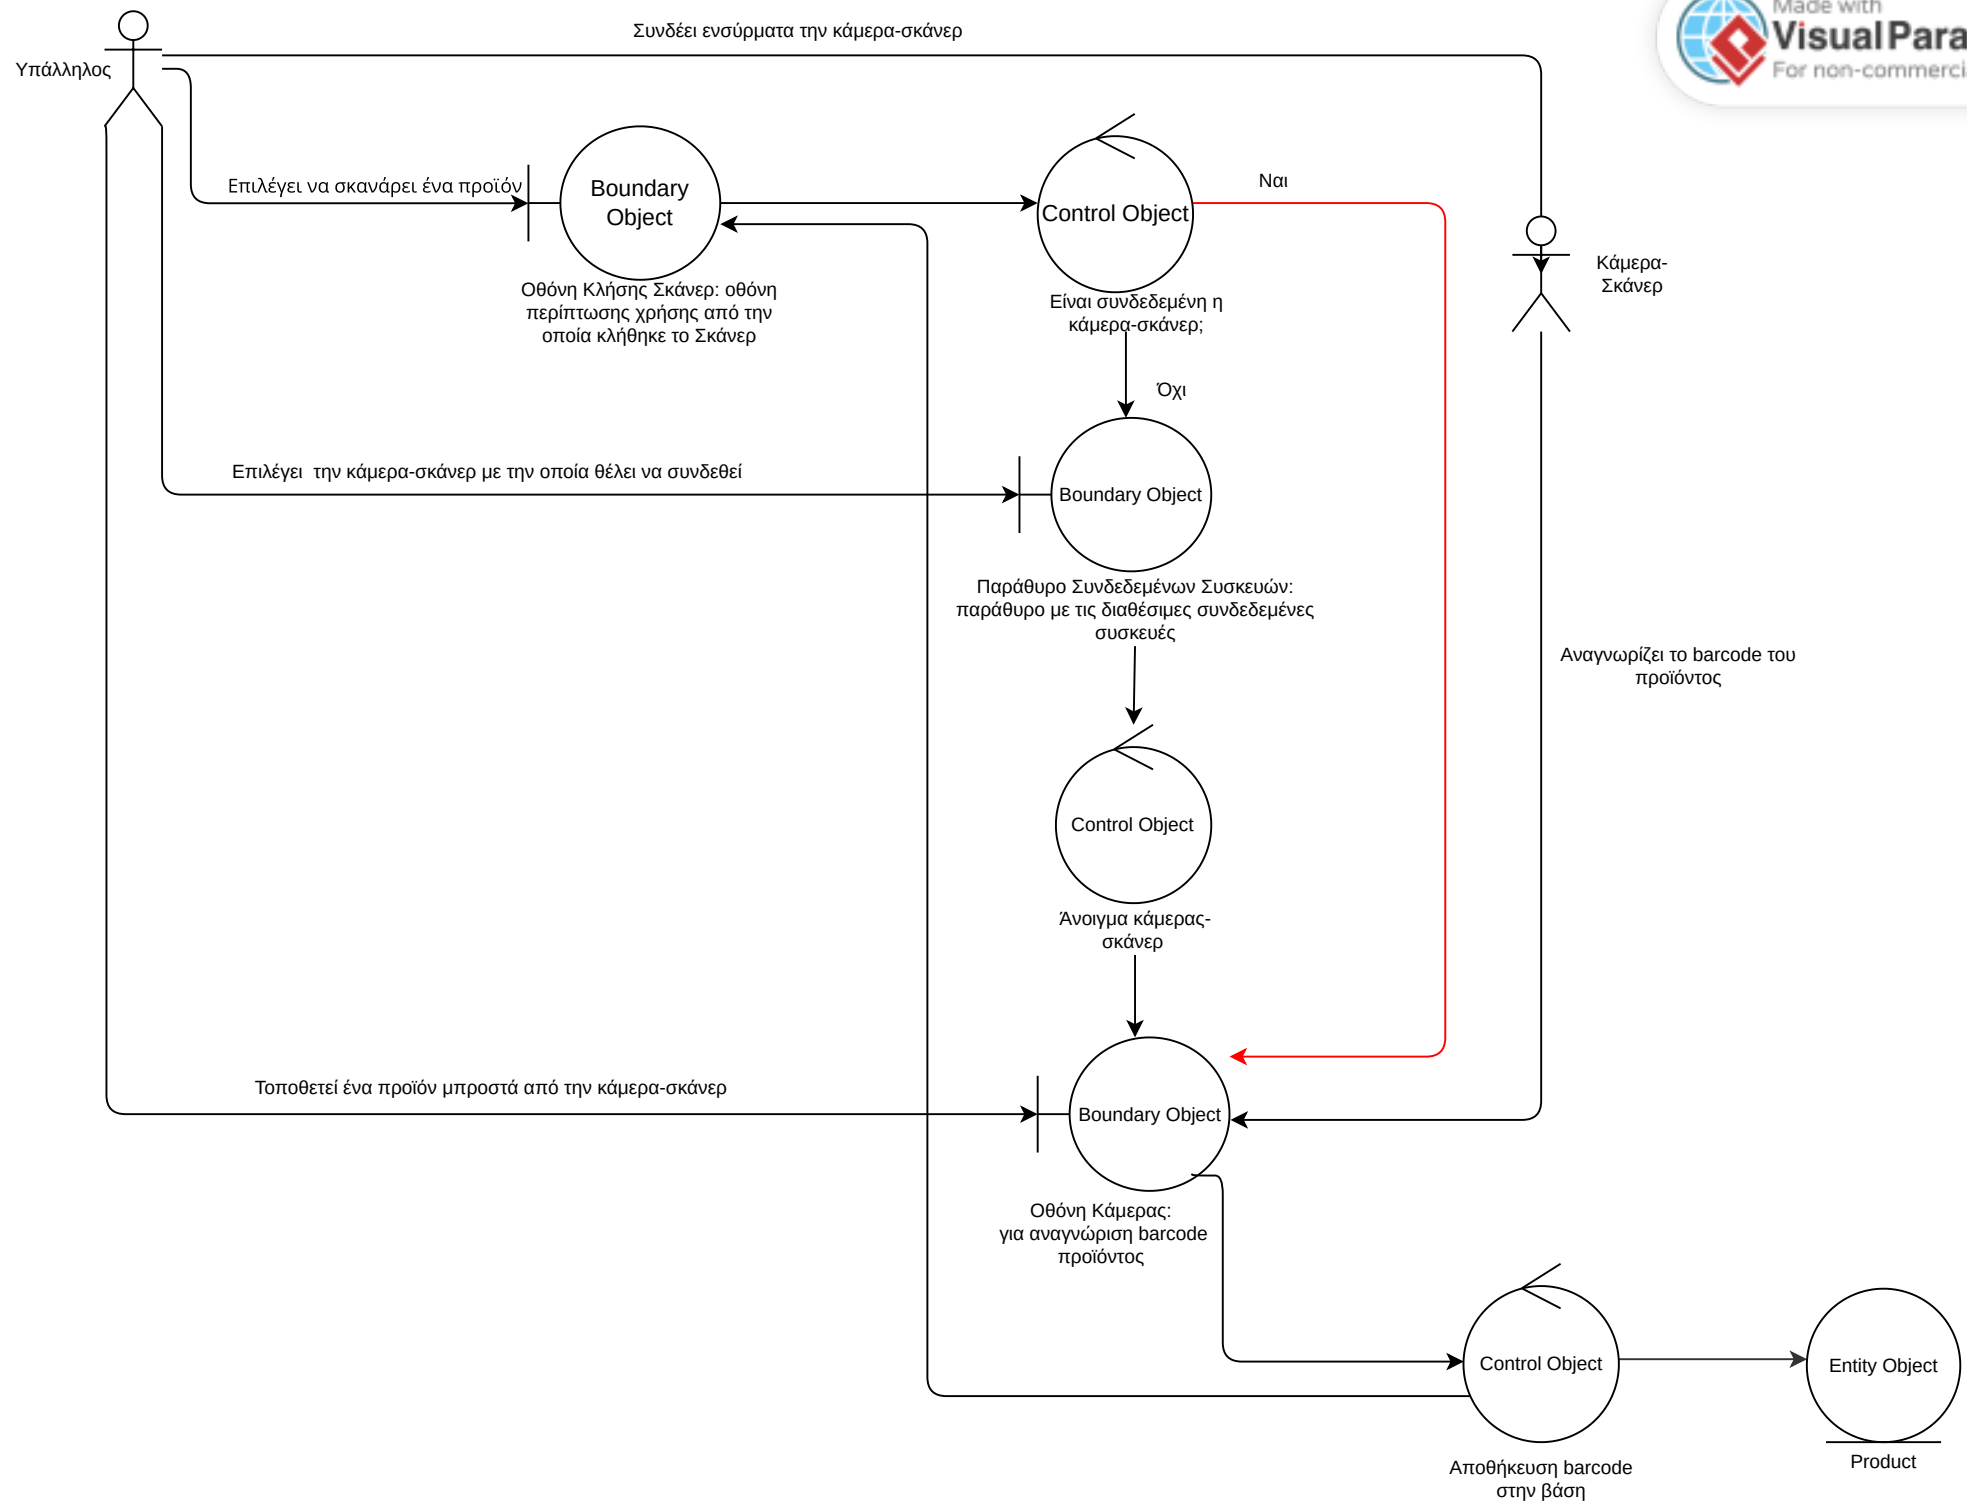 Συνδέει ενσύρματα την κάμερα-σκάνερ
Made with
Visual Para
For non-commerci
Υπάλληλος
Επιλέγει να σκανάρει ένα προϊόν
Boundary
Object
Control Object
Ναι
Κάμερα-
Σκάνερ
Οθόνη Κλήσης Σκάνερ: οθόνη
περίπτωσης χρήσης από την
οποία κλήθηκε το Σκάνερ
Είναι συνδεδεμένη η
κάμερα-σκάνερ;
Όχι
Επιλέγει  την κάμερα-σκάνερ με την οποία θέλει να συνδεθεί
Boundary Object
Παράθυρο Συνδεδεμένων Συσκευών:
παράθυρο με τις διαθέσιμες συνδεδεμένες
συσκευές
Αναγνωρίζει το barcode του
προϊόντος
Control Object
Άνοιγμα κάμερας-
σκάνερ
Τοποθετεί ένα προϊόν μπροστά από την κάμερα-σκάνερ
Boundary Object
Οθόνη Κάμερας:
για αναγνώριση barcode
προϊόντος
Control Object
Entity Object
Αποθήκευση barcode
στην βάση
Product